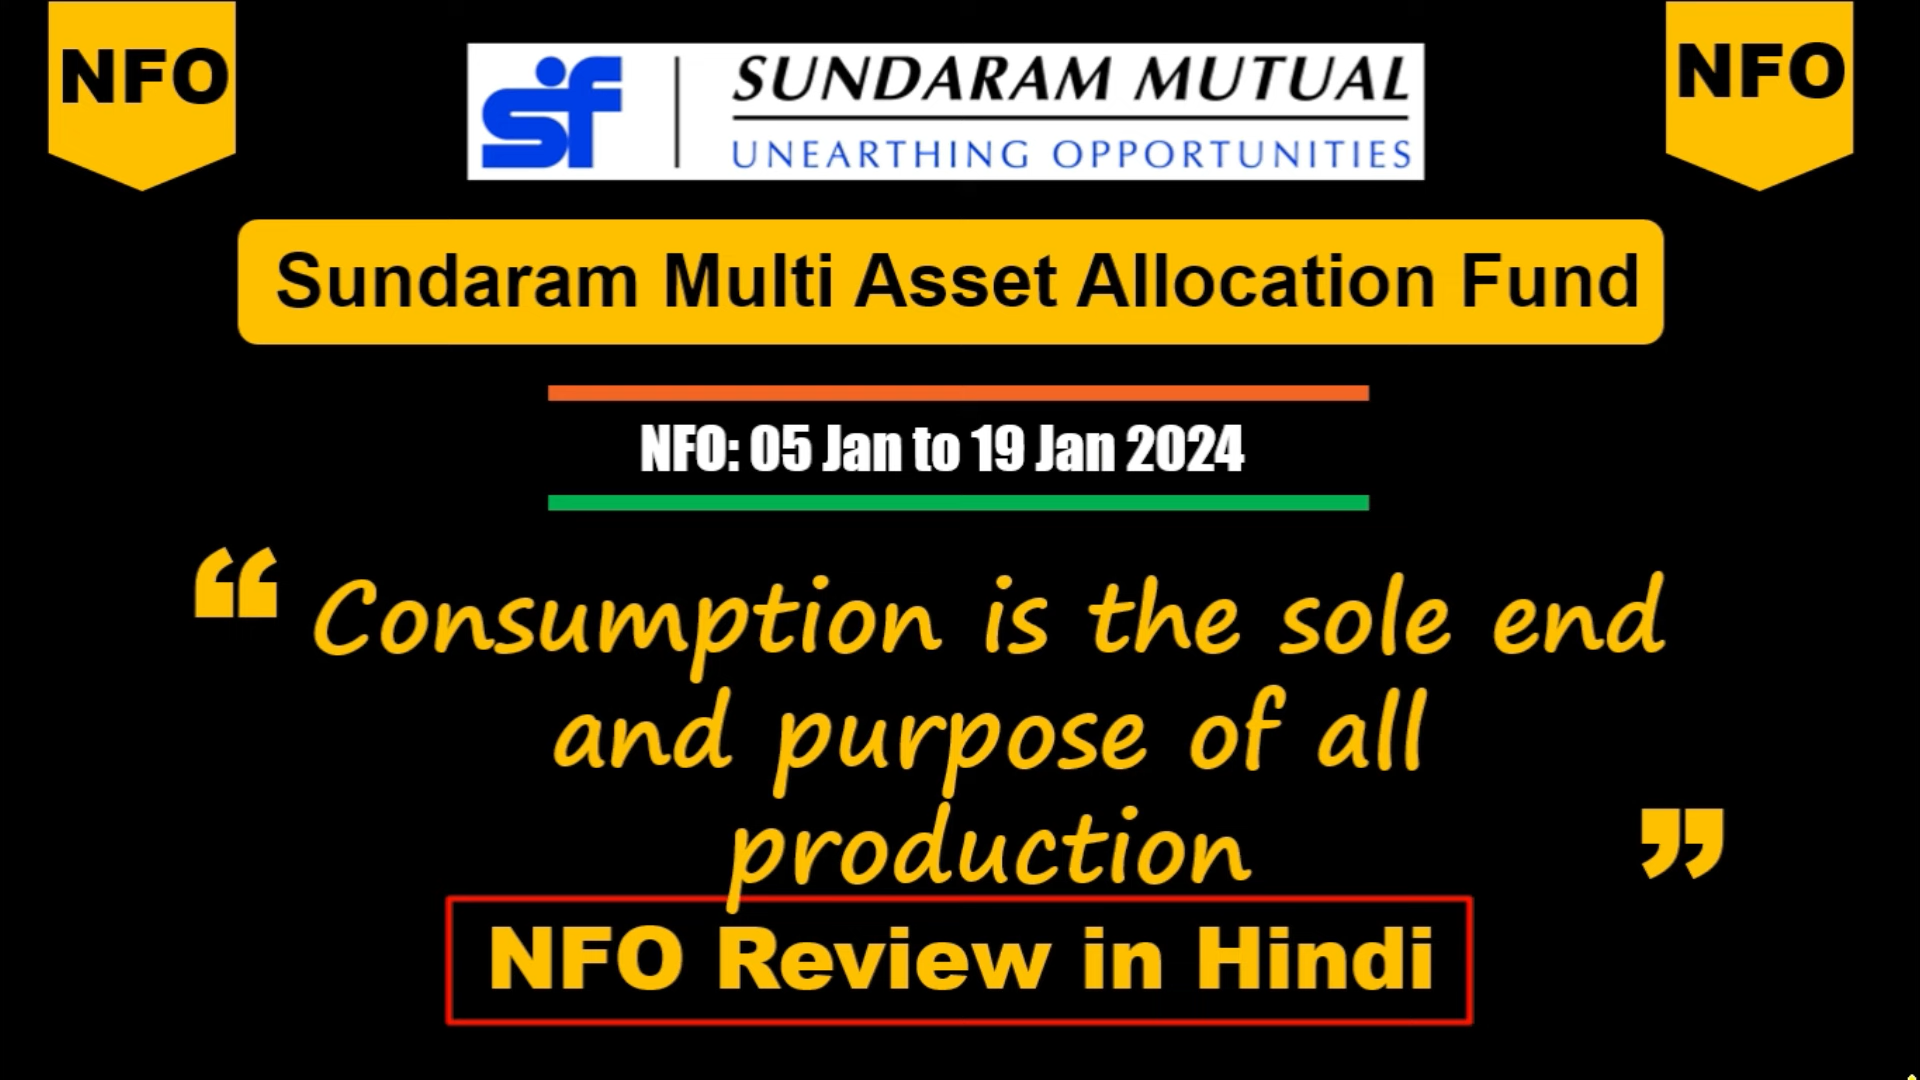 NFO
sf
SUNDARAM MUTUAL
UNEARTHING OPPORTUNITIES
NFO
Sundaram Multi Asset Allocation Fund
NFO: 05 Jan to 19 Jan 2024
“ Consumption is the sole end
and purpose of all
production ”
NFO Review in Hindi